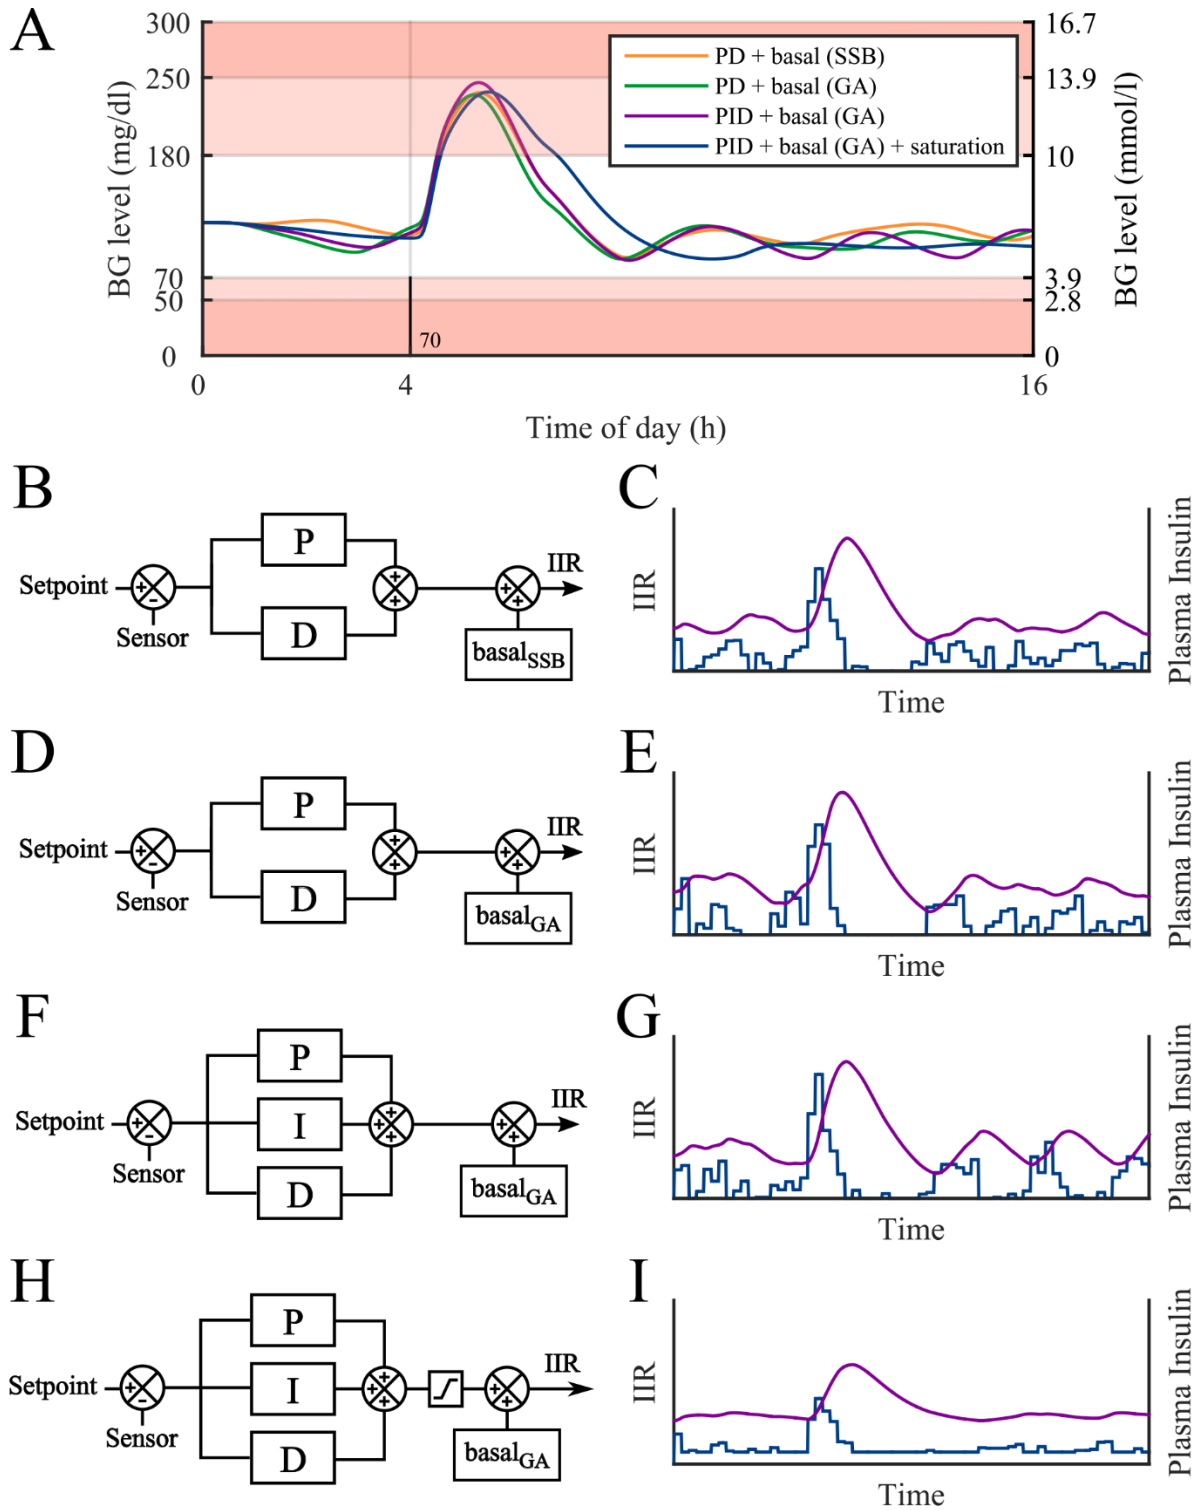 A
300
250
180
70
50
0
BG level (mg/dl)
16.7
13.9
10
3.9
2.8
0
BG level (mmol/l)
PD + basal (SSB)
PD + basal (GA)
PID + basal (GA)
PID + basal (GA) + saturation
70
0
4
16
Time of day (h)
B
Setpoint
+
-
Sensor
P
D
+
+
+
+
IIR
basalSSB
C
IIR
Plasma Insulin
Time
D
Setpoint
+
-
Sensor
P
D
+
+
+
+
IIR
basalGA
E
IIR
Plasma Insulin
Time
F
Setpoint
+
-
Sensor
P
I
D
+
+
+
+
+
IIR
basalGA
G
IIR
Plasma Insulin
Time
H
Setpoint
+
-
Sensor
P
I
D
+
+
+
+
+
IIR
basalGA
I
IIR
Plasma Insulin
Time